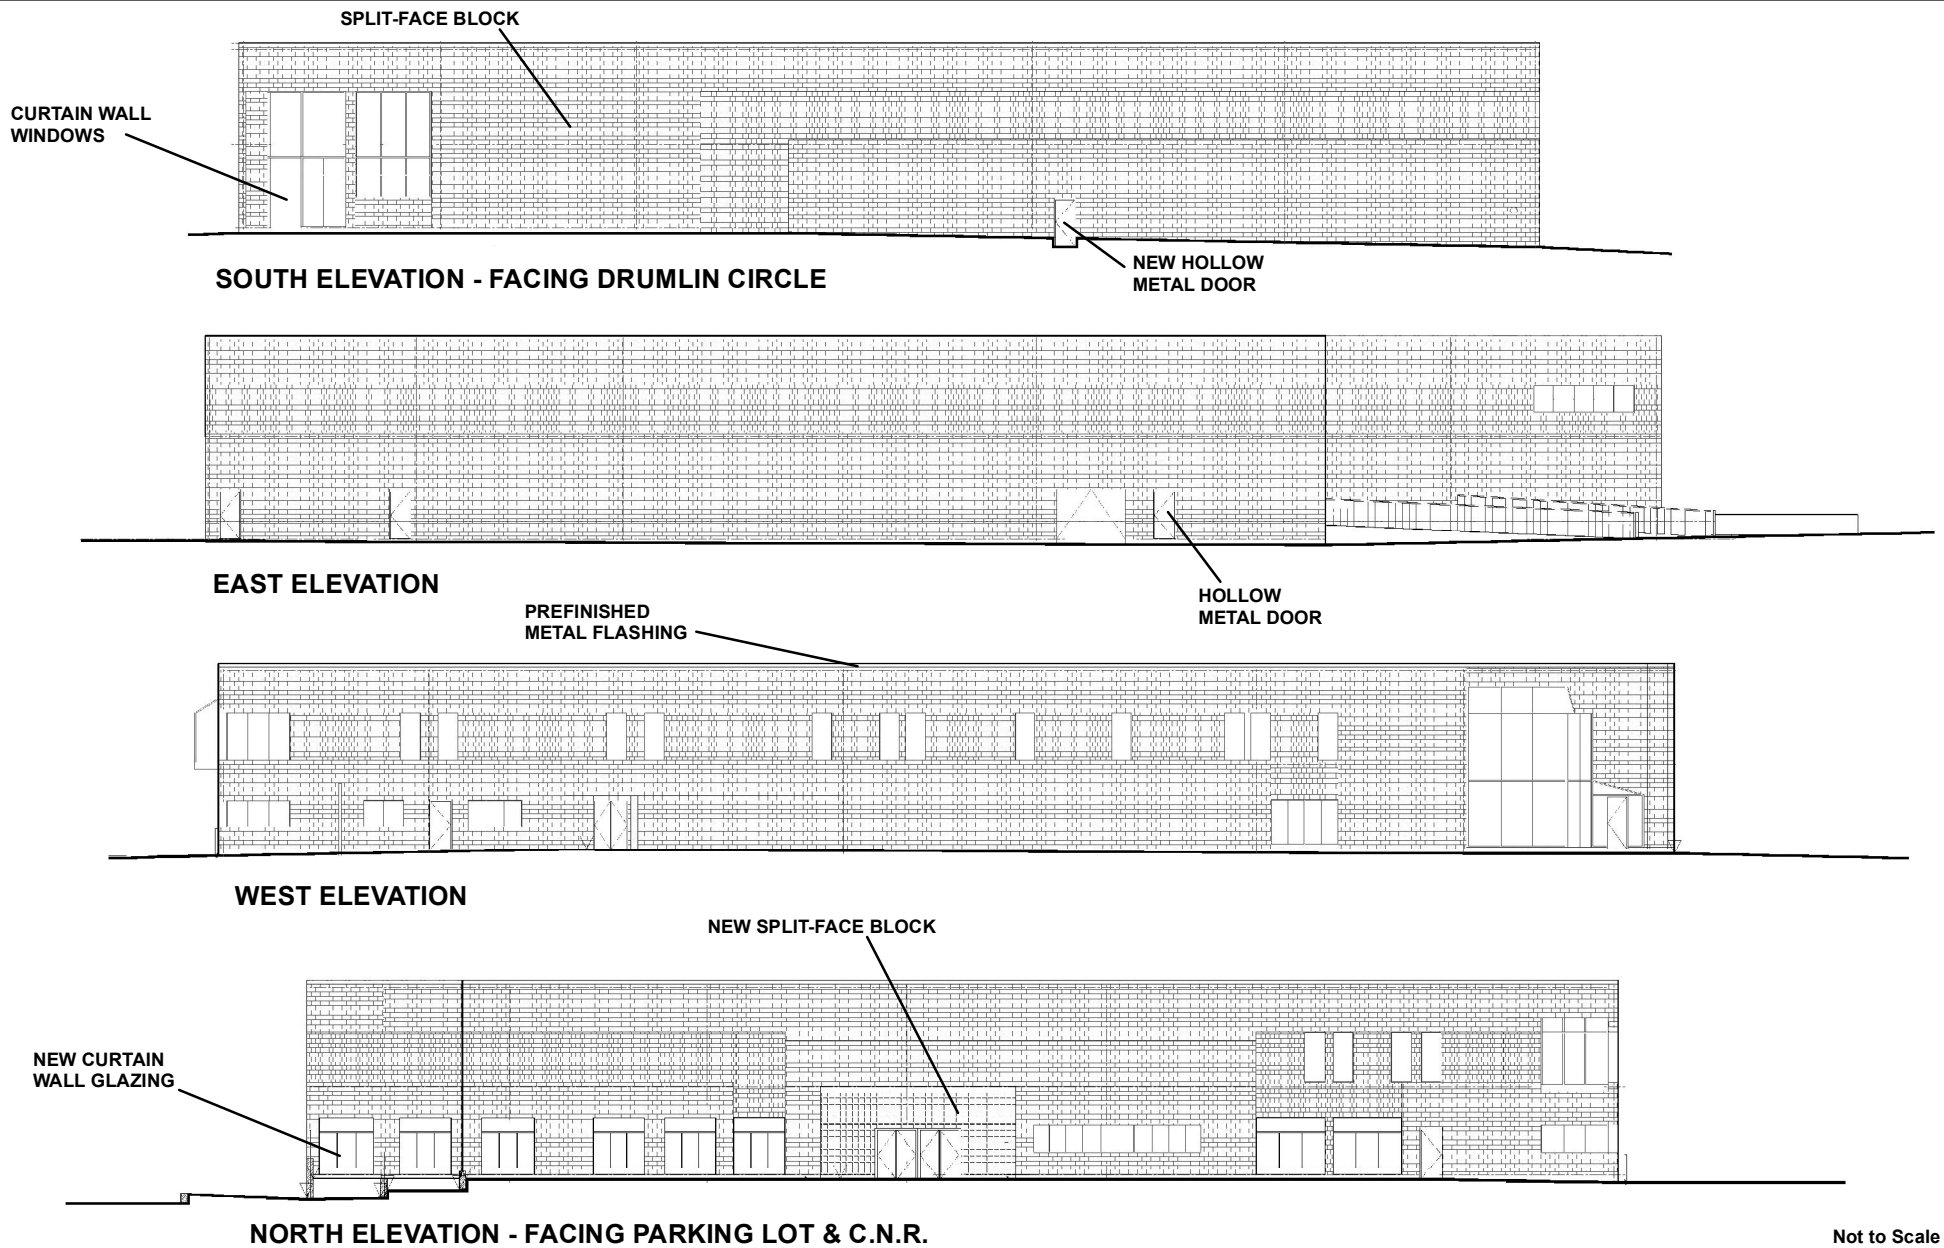 SPLIT-FACE BLOCK
CURTAIN WALL
WINDOWS
NEW HOLLOW
METAL DOOR
SOUTH ELEVATION - FACING DRUMLIN CIRCLE
EAST ELEVATION
HOLLOW
METAL DOOR
PREFINISHED
METAL FLASHING
WEST ELEVATION
NEW SPLIT-FACE BLOCK
NEW CURTAIN
WALL GLAZING
NORTH ELEVATION - FACING PARKING LOT & C.N.R.
Not to Scale